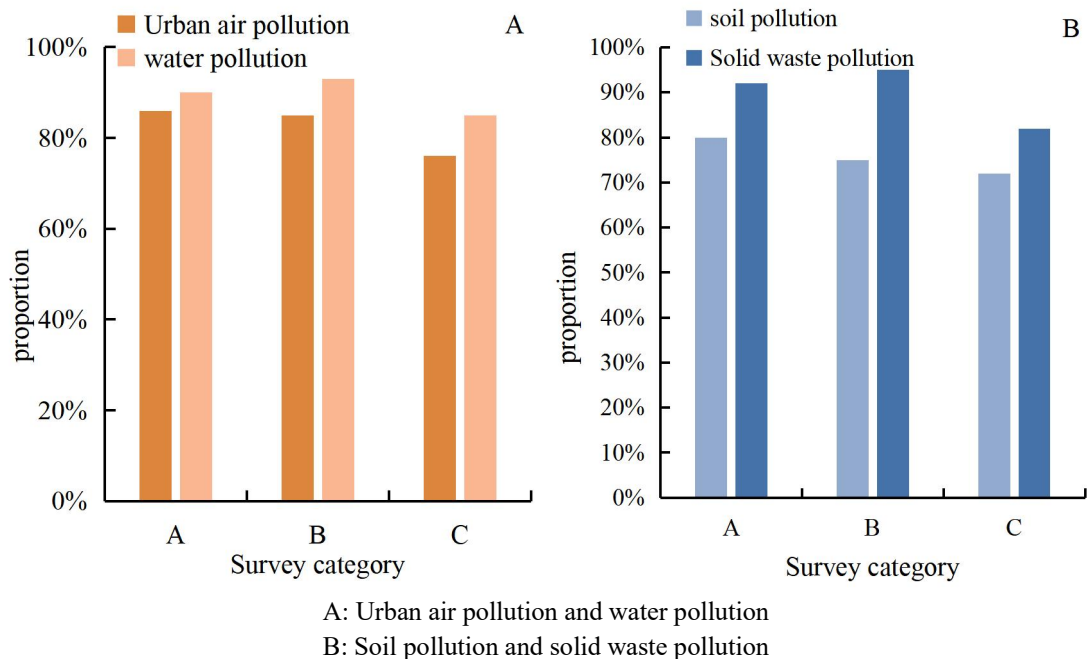 Urban air pollution
water pollution
A
100%
80%
60%
40%
20%
0%
proportion
A B C
Survey category
soil pollution
Solid waste pollution
B
100%
90%
80%
70%
60%
50%
40%
30%
20%
10%
0%
proportion
A B C
Survey category
A: Urban air pollution and water pollution
B: Soil pollution and solid waste pollution